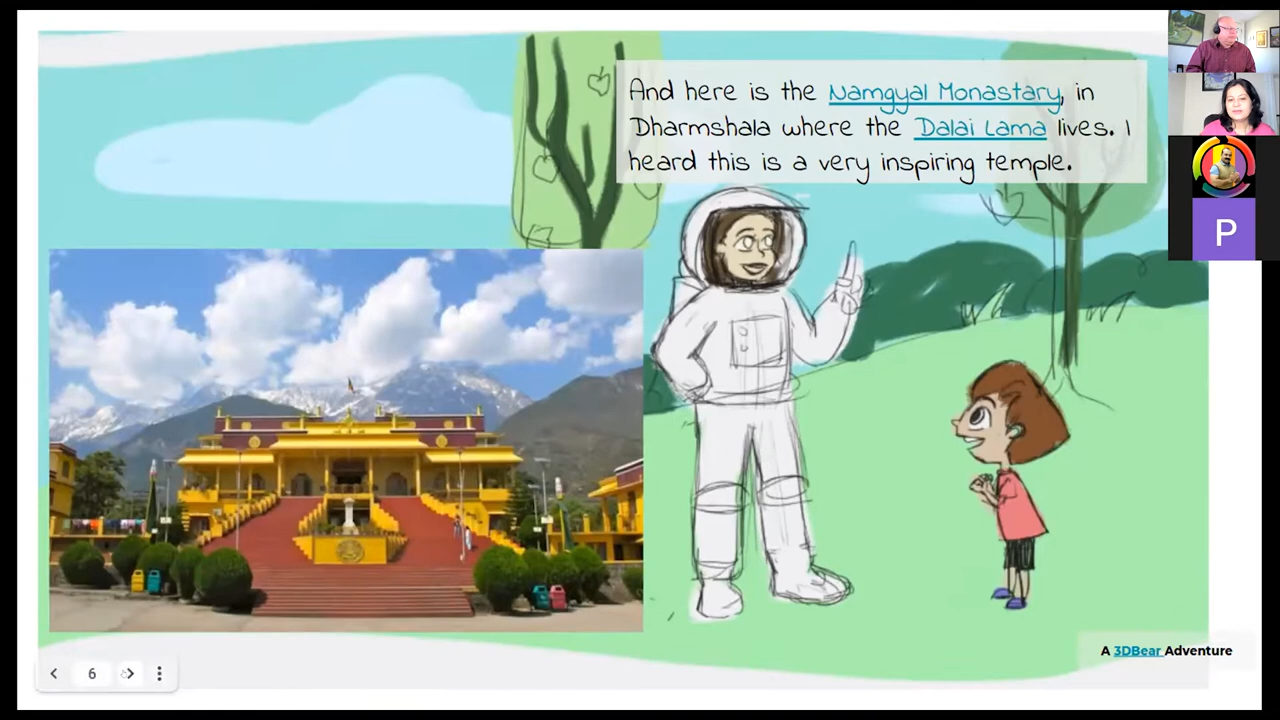 And here is the Namgyal Monastary, in
Dharmshala where the Dalai Lama lives. I
heard this is a very inspiring temple.
P
A 3DBear Adventure
6